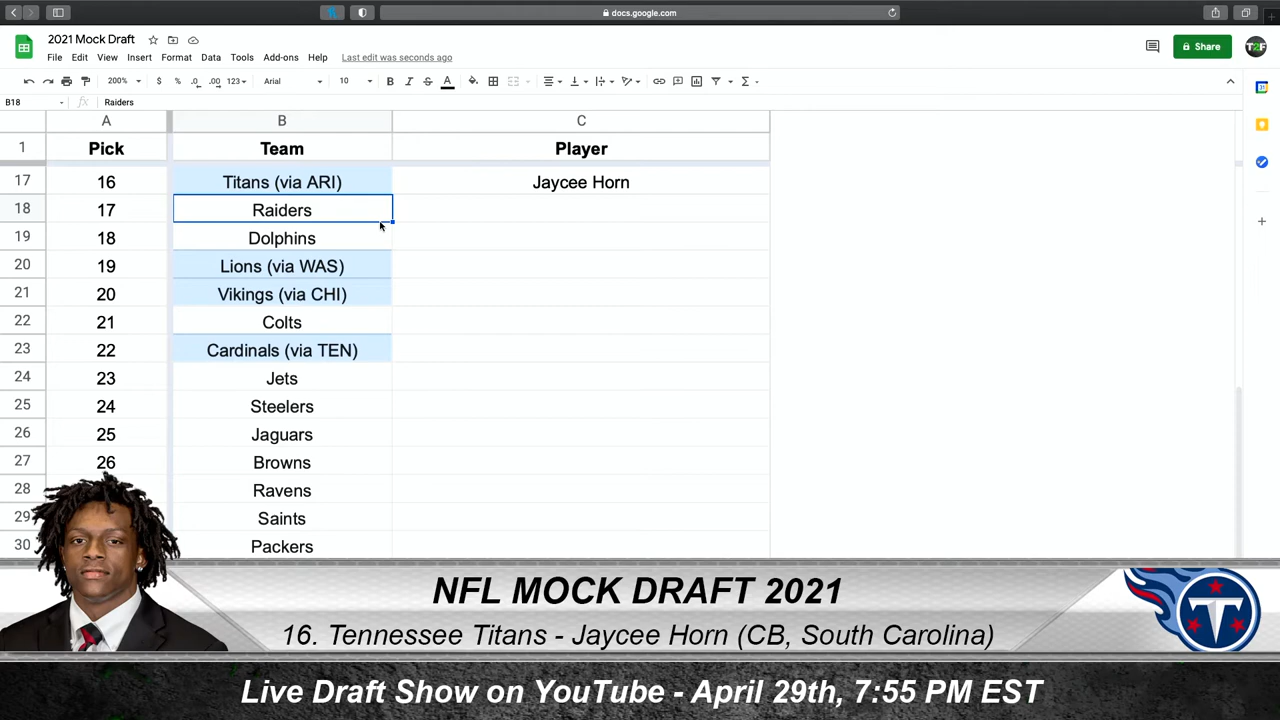 docs.google.com
2021 Mock Draft
File Edit View Insert Format Data Tools Add-ons Help Last edit was seconds ago
Share
T2F
200% $ % .0 .00 123 Arial 10 B I S A
31
B18 fx Raiders
A B C
1 Pick Team Player
17 16 Titans (via ARI) Jaycee Horn
18 17 Raiders
19 18 Dolphins
20 19 Lions (via WAS)
21 20 Vikings (via CHI)
22 21 Colts
23 22 Cardinals (via TEN)
24 23 Jets
25 24 Steelers
26 25 Jaguars
27 26 Browns
28 Ravens
29 Saints
30 Packers
NFL MOCK DRAFT 2021
16. Tennessee Titans - Jaycee Horn (CB, South Carolina)
T
Live Draft Show on YouTube - April 29th, 7:55 PM EST